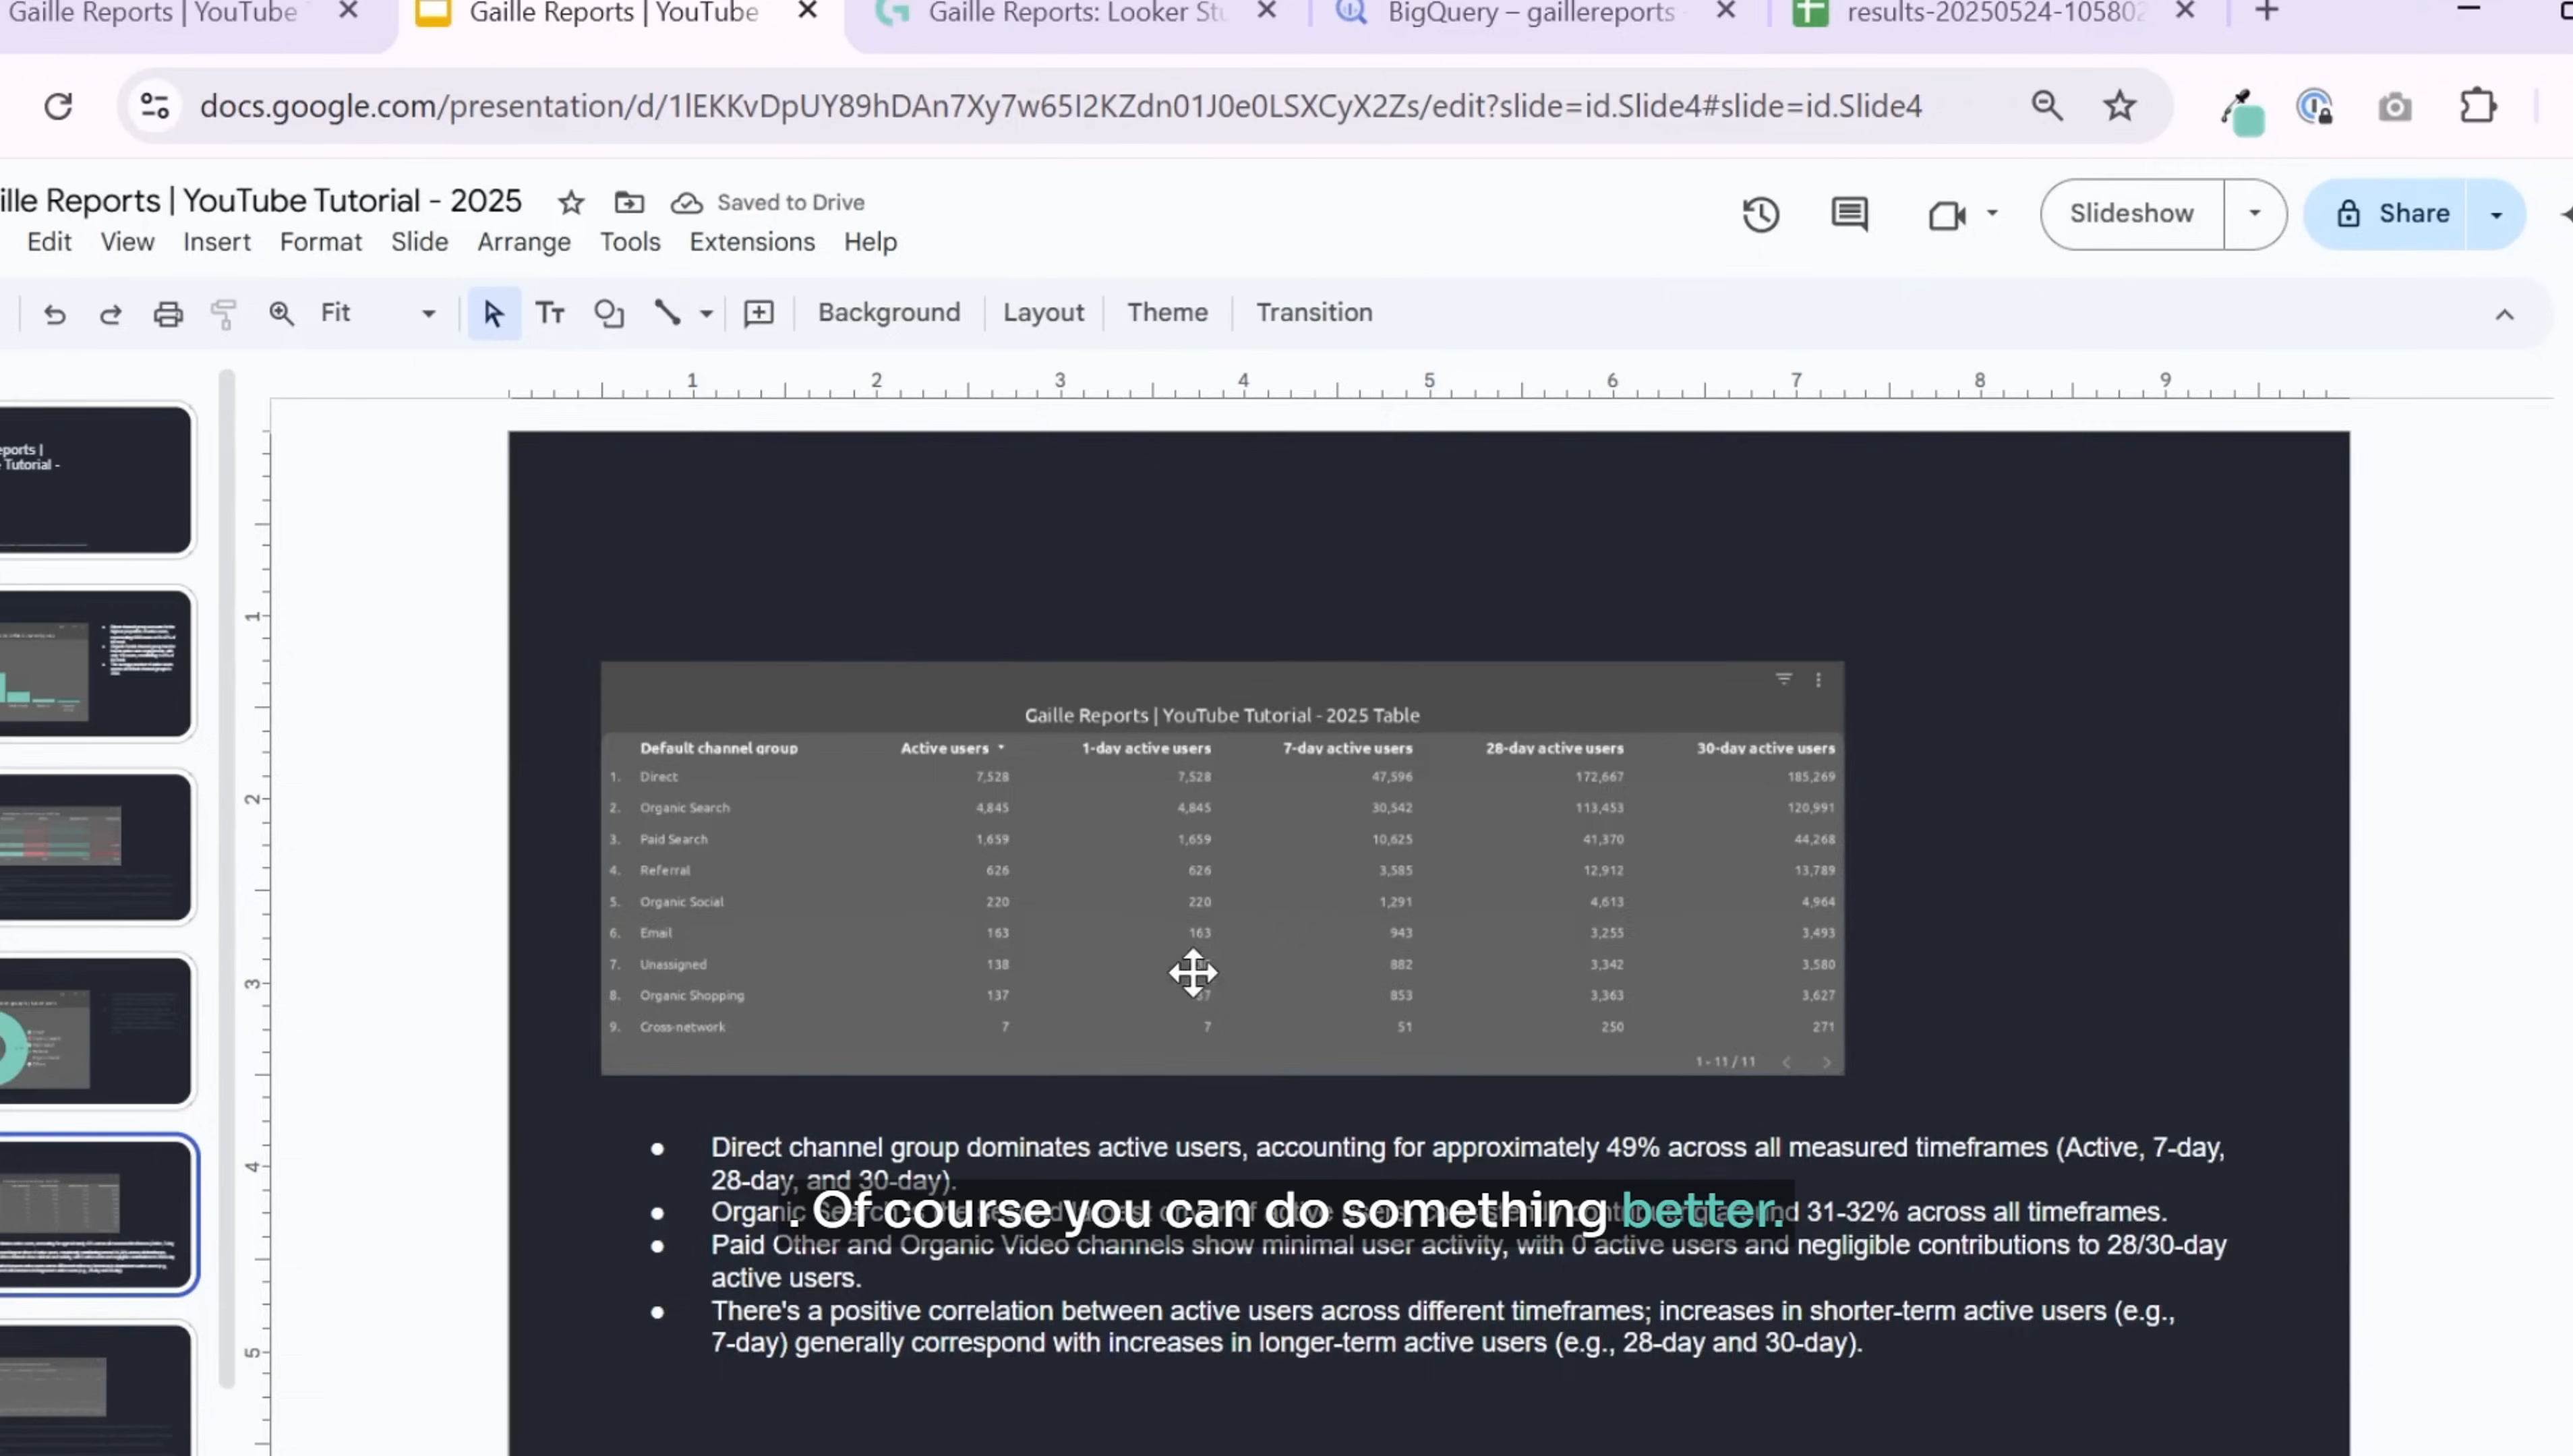 Gaille Reports | YouTube
Gaille Reports | YouTube
Gaille Reports: Looker Stu
BigQuery – gaillereports
results-20250524-105802
docs.google.com/presentation/d/1lEKKvDpUY89hDAn7Xy7w65I2KZdn01J0e0LSXCyX2Zs/edit?slide=id.Slide4#slide=id.Slide4
ille Reports | YouTube Tutorial - 2025
Saved to Drive
Slideshow
Share
Edit View Insert Format Slide Arrange Tools Extensions Help
Fit
Background
Layout
Theme
Transition
1 2 3 4 5 6 7 8 9
1
2
3
4
5
eports |
Tutorial -
Gaille Reports | YouTube Tutorial - 2025 Table
Default channel group Active users 1-day active users 7-day active users 28-day active users 30-day active users
1. Direct 7,528 7,528 47,596 172,667 185,269
2. Organic Search 4,845 4,845 30,542 113,453 120,991
3. Paid Search 1,659 1,659 10,625 41,370 44,268
4. Referral 626 626 3,585 12,912 13,789
5. Organic Social 220 220 1,291 4,613 4,964
6. Email 163 163 943 3,255 3,493
7. Unassigned 138 882 3,342 3,580
8. Organic Shopping 137 37 853 3,363 3,627
9. Cross-network 7 7 51 250 271
1 - 11 / 11
● Direct channel group dominates active users, accounting for approximately 49% across all measured timeframes (Active, 7-day,
28-day, and 30-day).
● Organic Search 31-32% across all timeframes.
. Of course you can do something better.
● Paid Other and Organic Video channels show minimal user activity, with 0 active users and negligible contributions to 28/30-day
active users.
● There's a positive correlation between active users across different timeframes; increases in shorter-term active users (e.g.,
7-day) generally correspond with increases in longer-term active users (e.g., 28-day and 30-day).